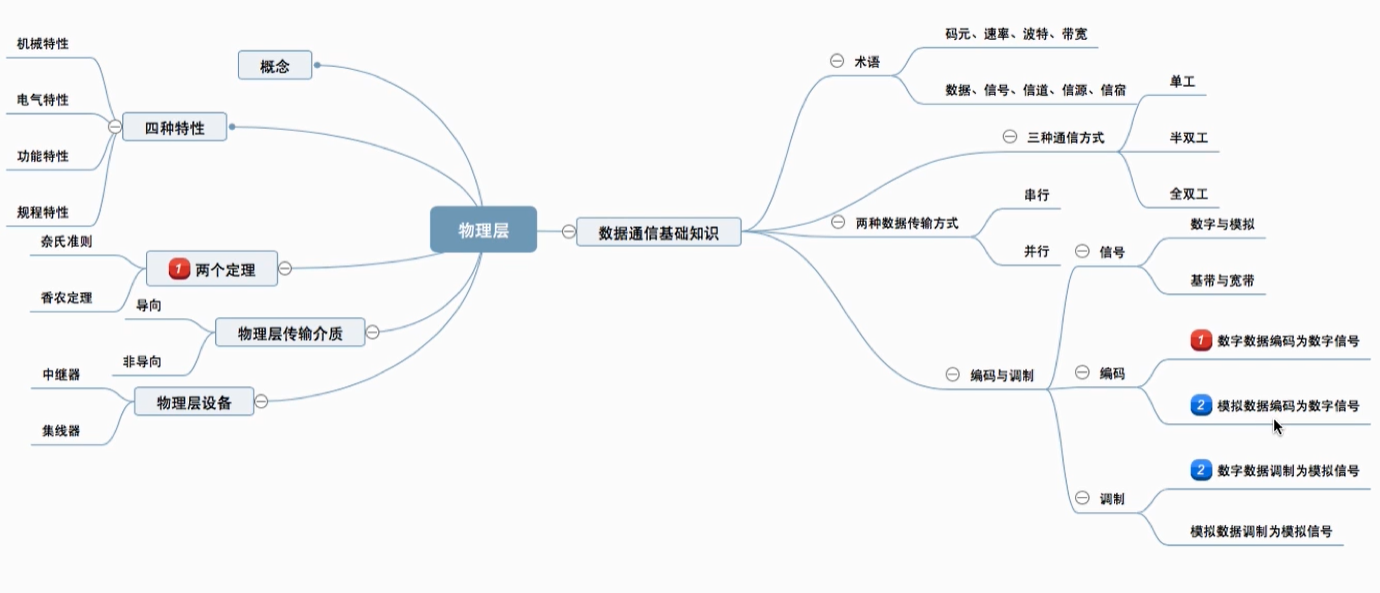 物理层
概念
四种特性
机械特性
电气特性
功能特性
规程特性
1 两个定理
奈氏准则
香农定理
物理层传输介质
导向
非导向
物理层设备
中继器
集线器
数据通信基础知识
术语
码元、速率、波特、带宽
数据、信号、信道、信源、信宿
三种通信方式
单工
半双工
全双工
两种数据传输方式
串行
并行
编码与调制
信号
数字与模拟
基带与宽带
编码
1 数字数据编码为数字信号
2 模拟数据编码为数字信号
调制
2 数字数据调制为模拟信号
模拟数据调制为模拟信号